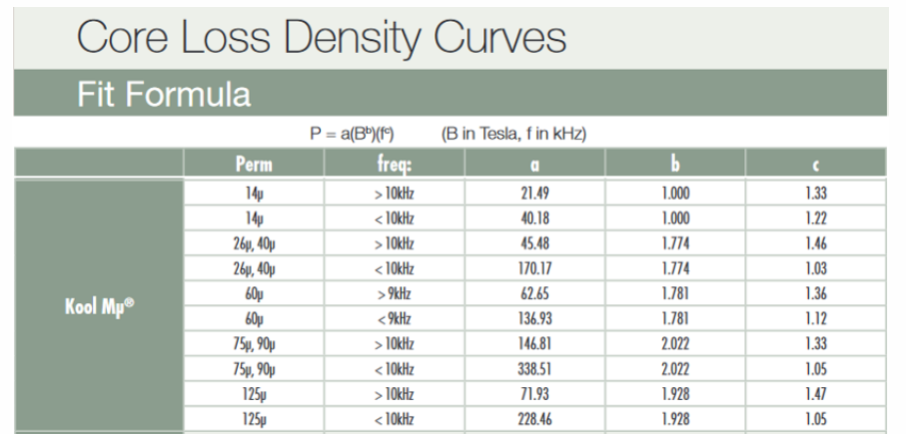 Core Loss Density Curves
Fit Formula
P = a(Bᵇ)(fᶜ) (B in Tesla, f in kHz)
Perm freq: a b c
14µ > 10kHz 21.49 1.000 1.33
14µ < 10kHz 40.18 1.000 1.22
26µ, 40µ > 10kHz 45.48 1.774 1.46
26µ, 40µ < 10kHz 170.17 1.774 1.03
Kool Mµ®
60µ > 9kHz 62.65 1.781 1.36
60µ < 9kHz 136.93 1.781 1.12
75µ, 90µ > 10kHz 146.81 2.022 1.33
75µ, 90µ < 10kHz 338.51 2.022 1.05
125µ > 10kHz 71.93 1.928 1.47
125µ < 10kHz 228.46 1.928 1.05